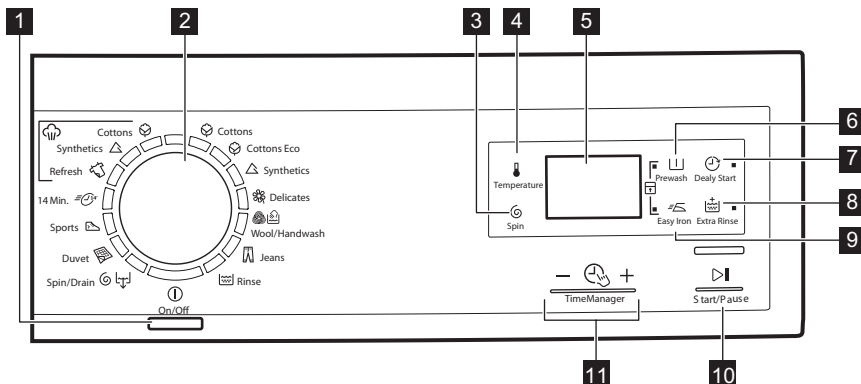 1
2
3
4
5
6
7
8
9
10
11
Cottons
Synthetics
Refresh
14 Min.
Sports
Duvet
Spin/Drain
Cottons
Cottons Eco
Synthetics
Delicates
Wool/Handwash
Jeans
Rinse
On/Off
Temperature
Spin
Prewash
Dealy Start
Easy Iron
Extra Rinse
TimeManager
Start/Pause